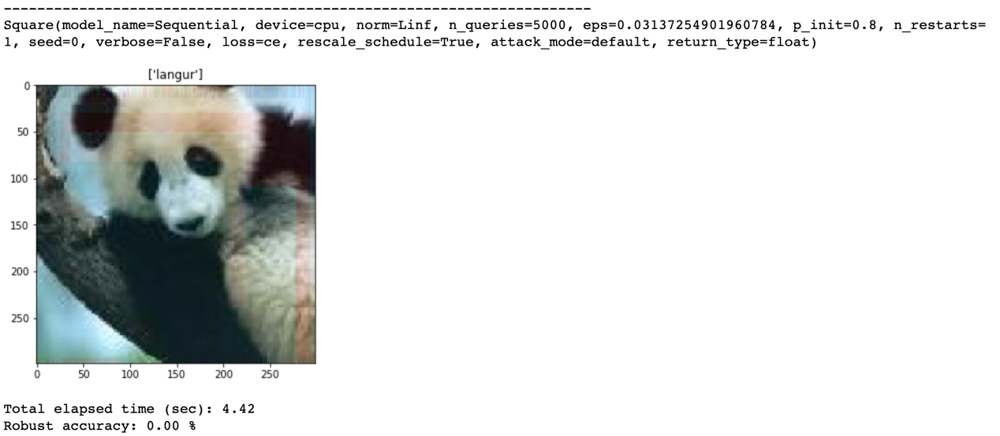 ----------------------------------------------------------------------
Square(model_name=Sequential, device=cpu, norm=Linf, n_queries=5000, eps=0.03137254901960784, p_init=0.8, n_restarts=
1, seed=0, verbose=False, loss=ce, rescale_schedule=True, attack_mode=default, return_type=float)
['langur']
0
50
100
150
200
250
0 50 100 150 200 250
Total elapsed time (sec): 4.42
Robust accuracy: 0.00 %